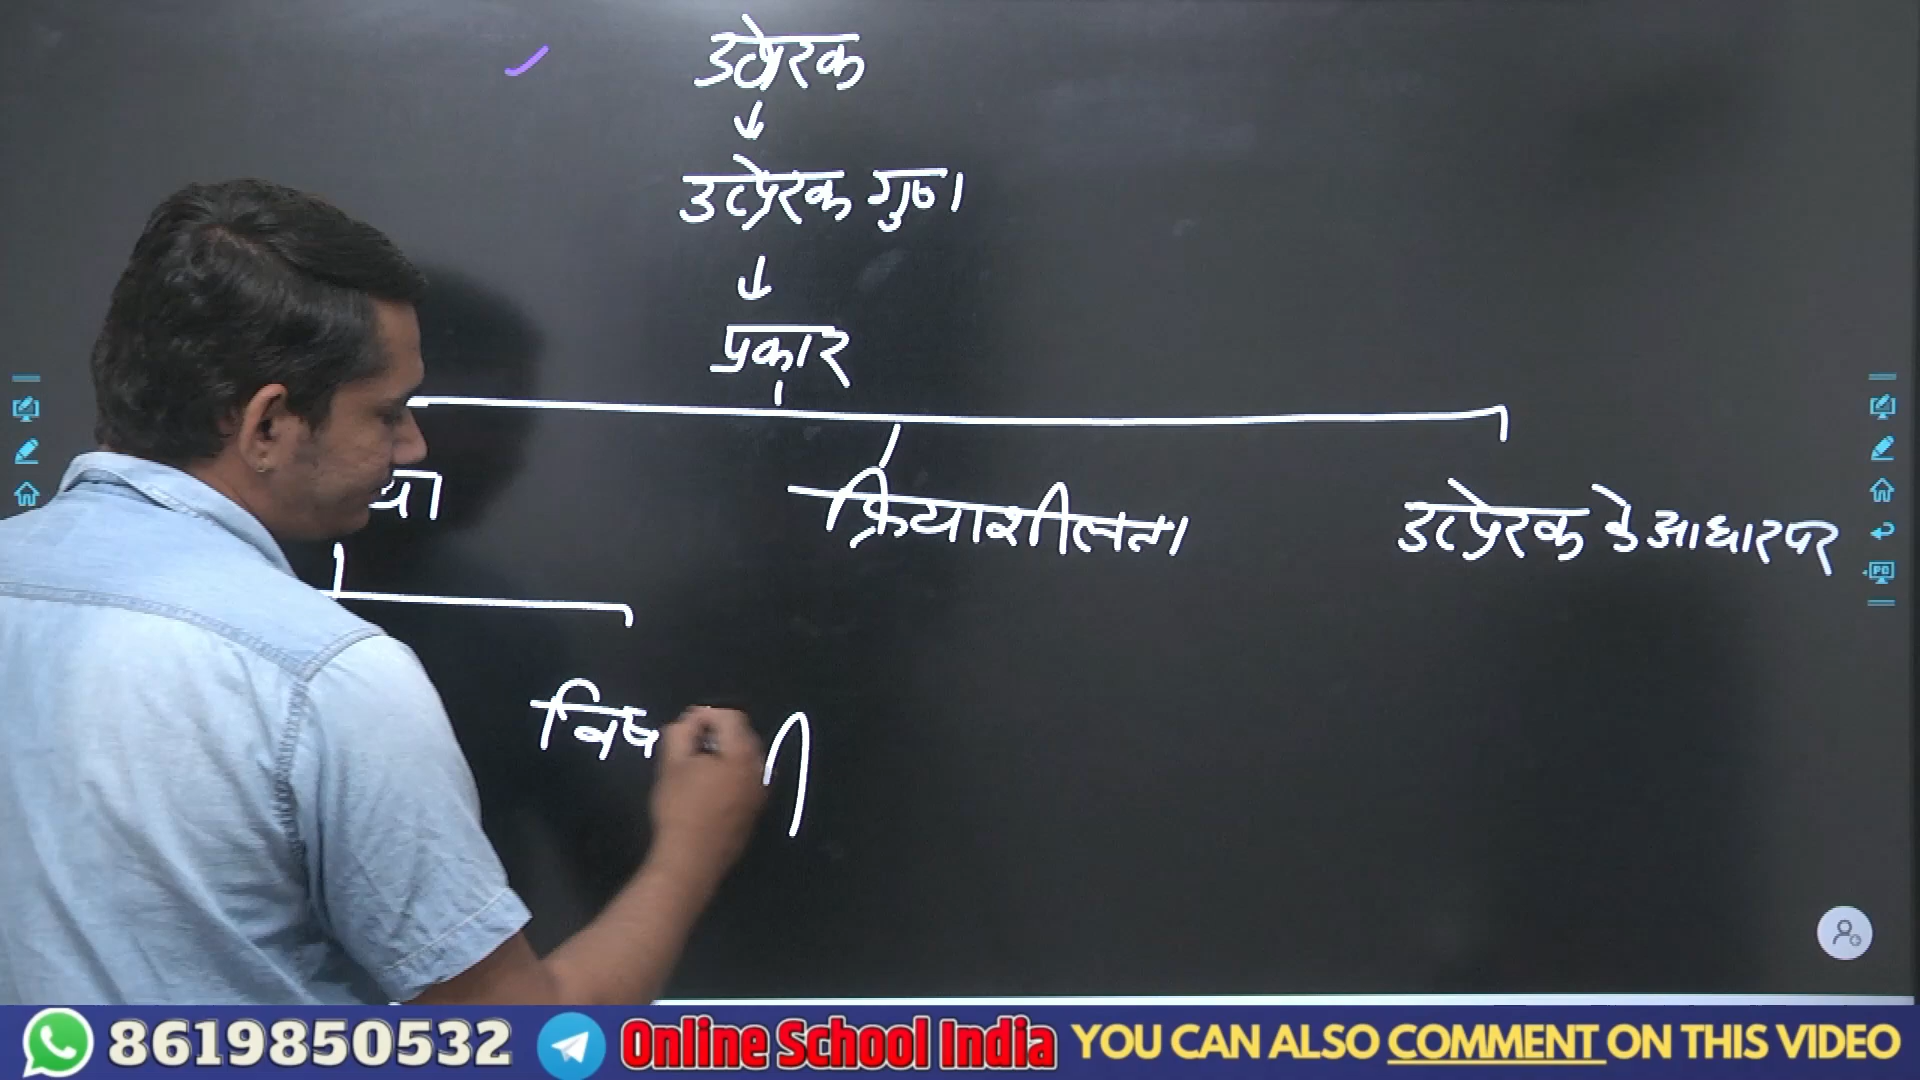 उत्प्रेरक
उत्प्रेरक गुण
प्रकार
क्रियाशीलता
उत्प्रेरक के आधार पर
8619850532 Online School India YOU CAN ALSO COMMENT ON THIS VIDEO